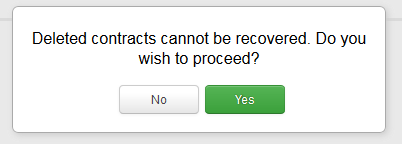 Deleted contracts cannot be recovered. Do you
wish to proceed?
No
Yes